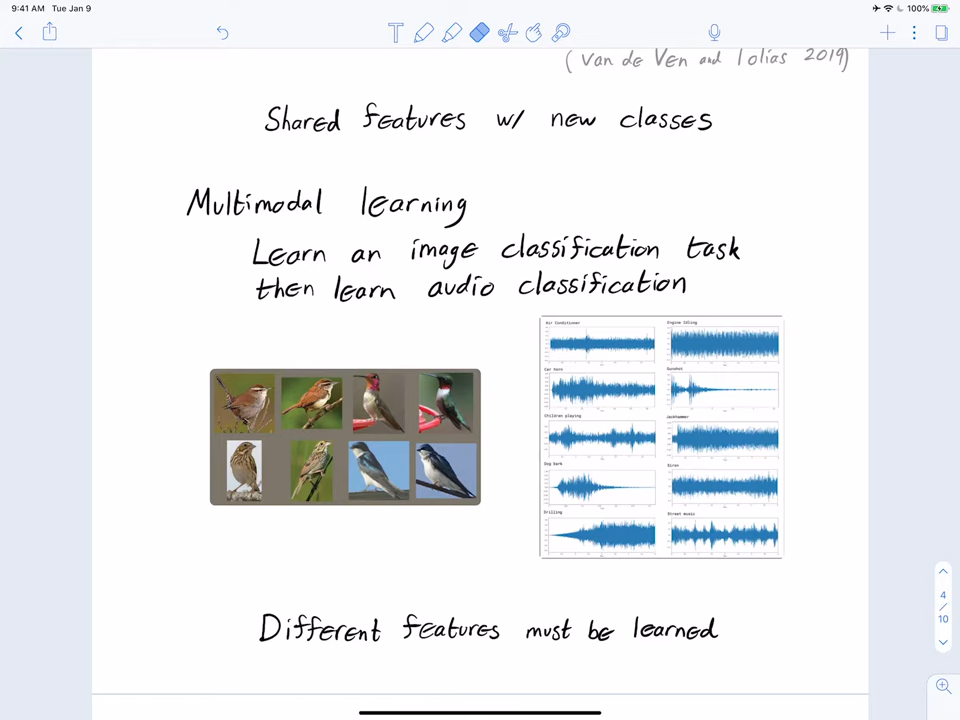 9:41 AM Tue Jan 9
100%
T
(van de Ven and Tolias 2019)
Shared features w/ new classes
Multimodal learning
Learn an image classification task
then learn audio classification
Air Conditioner
Engine Idling
Car horn
Gunshot
Children playing
Jackhammer
Dog bark
Siren
Drilling
Street music
Different features must be learned
4
/
10